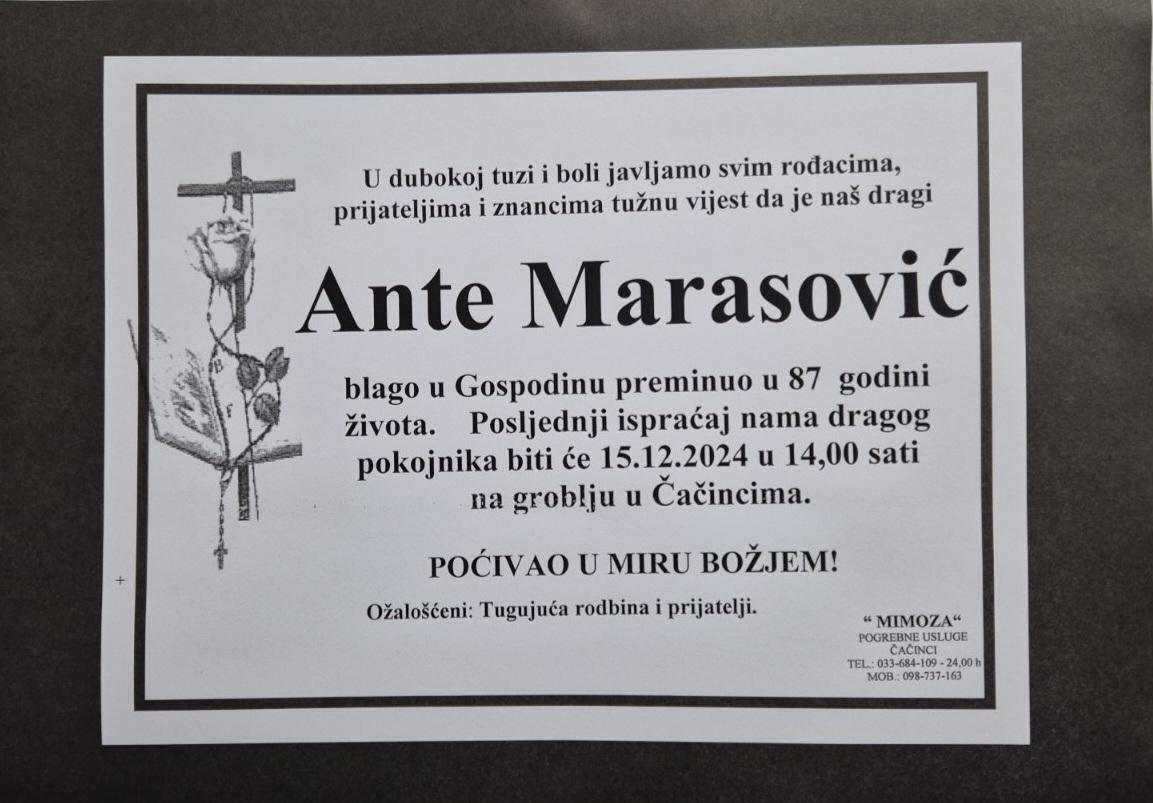 U dubokoj tuzi i boli javljamo svim rođacima,
prijateljima i znancima tužnu vijest da je naš dragi
Ante Marasović
blago u Gospodinu preminuo u 87 godini
života. Posljednji ispraćaj nama dragog
pokojnika biti će 15.12.2024 u 14,00 sati
na groblju u Čačincima.
POĆIVAO U MIRU BOŽJEM!
Ožalošćeni: Tugujuća rodbina i prijatelji.
“ MIMOZA“
POGREBNE USLUGE
ČAČINCI
TEL.: 033-684-109 - 24,00 h
MOB.: 098-737-163